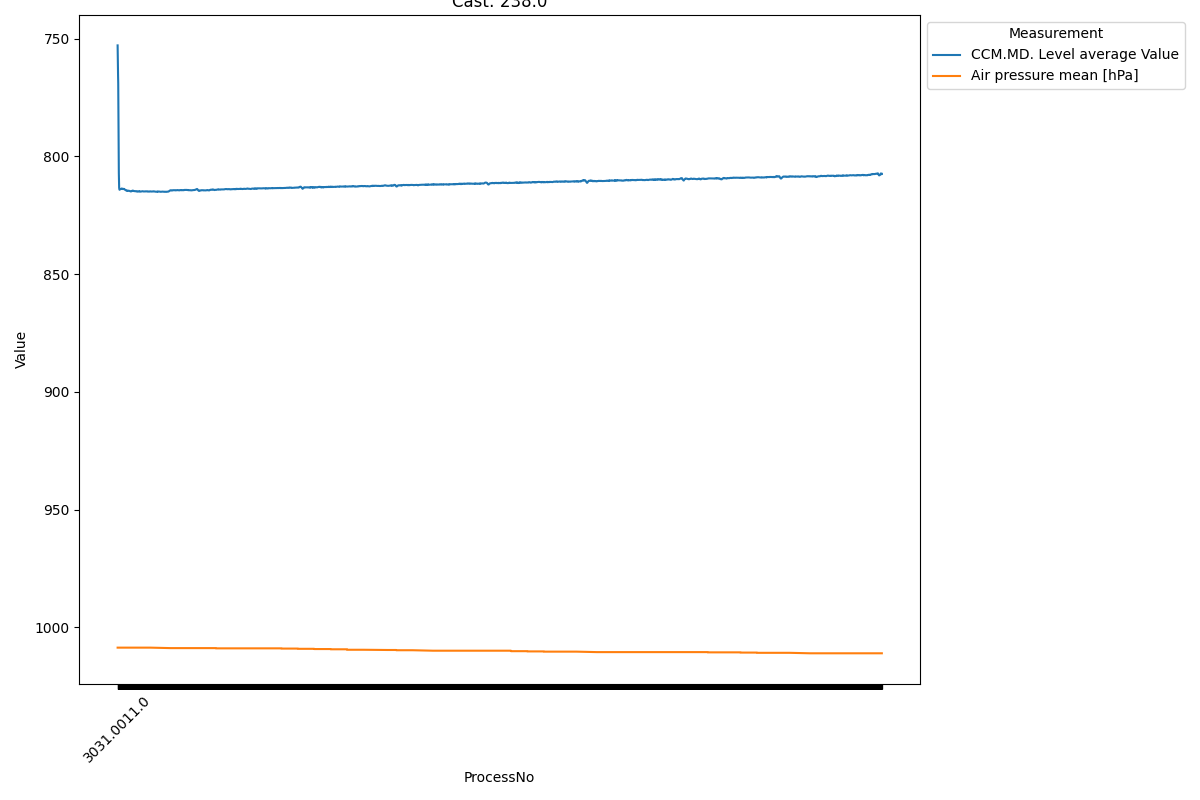 Cast: 238.0
Measurement
CCM.MD. Level average Value
Air pressure mean [hPa]
750
800
850
900
950
1000
Value
3031.0011.0
ProcessNo